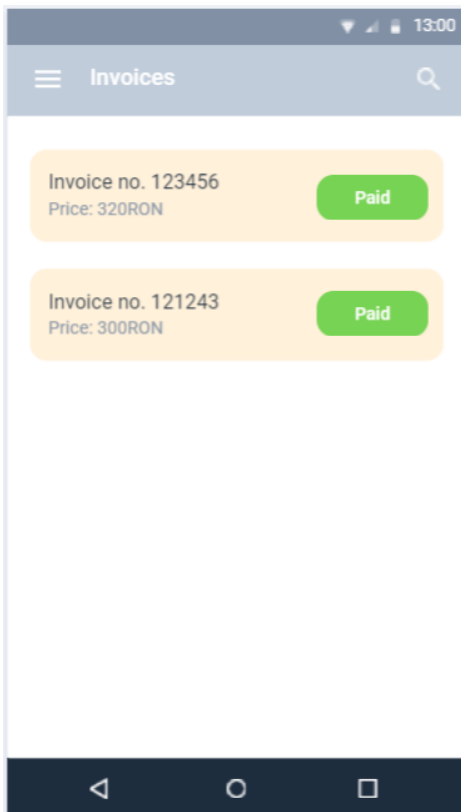 13:00
Invoices
Invoice no. 123456
Price: 320RON
Paid
Invoice no. 121243
Price: 300RON
Paid